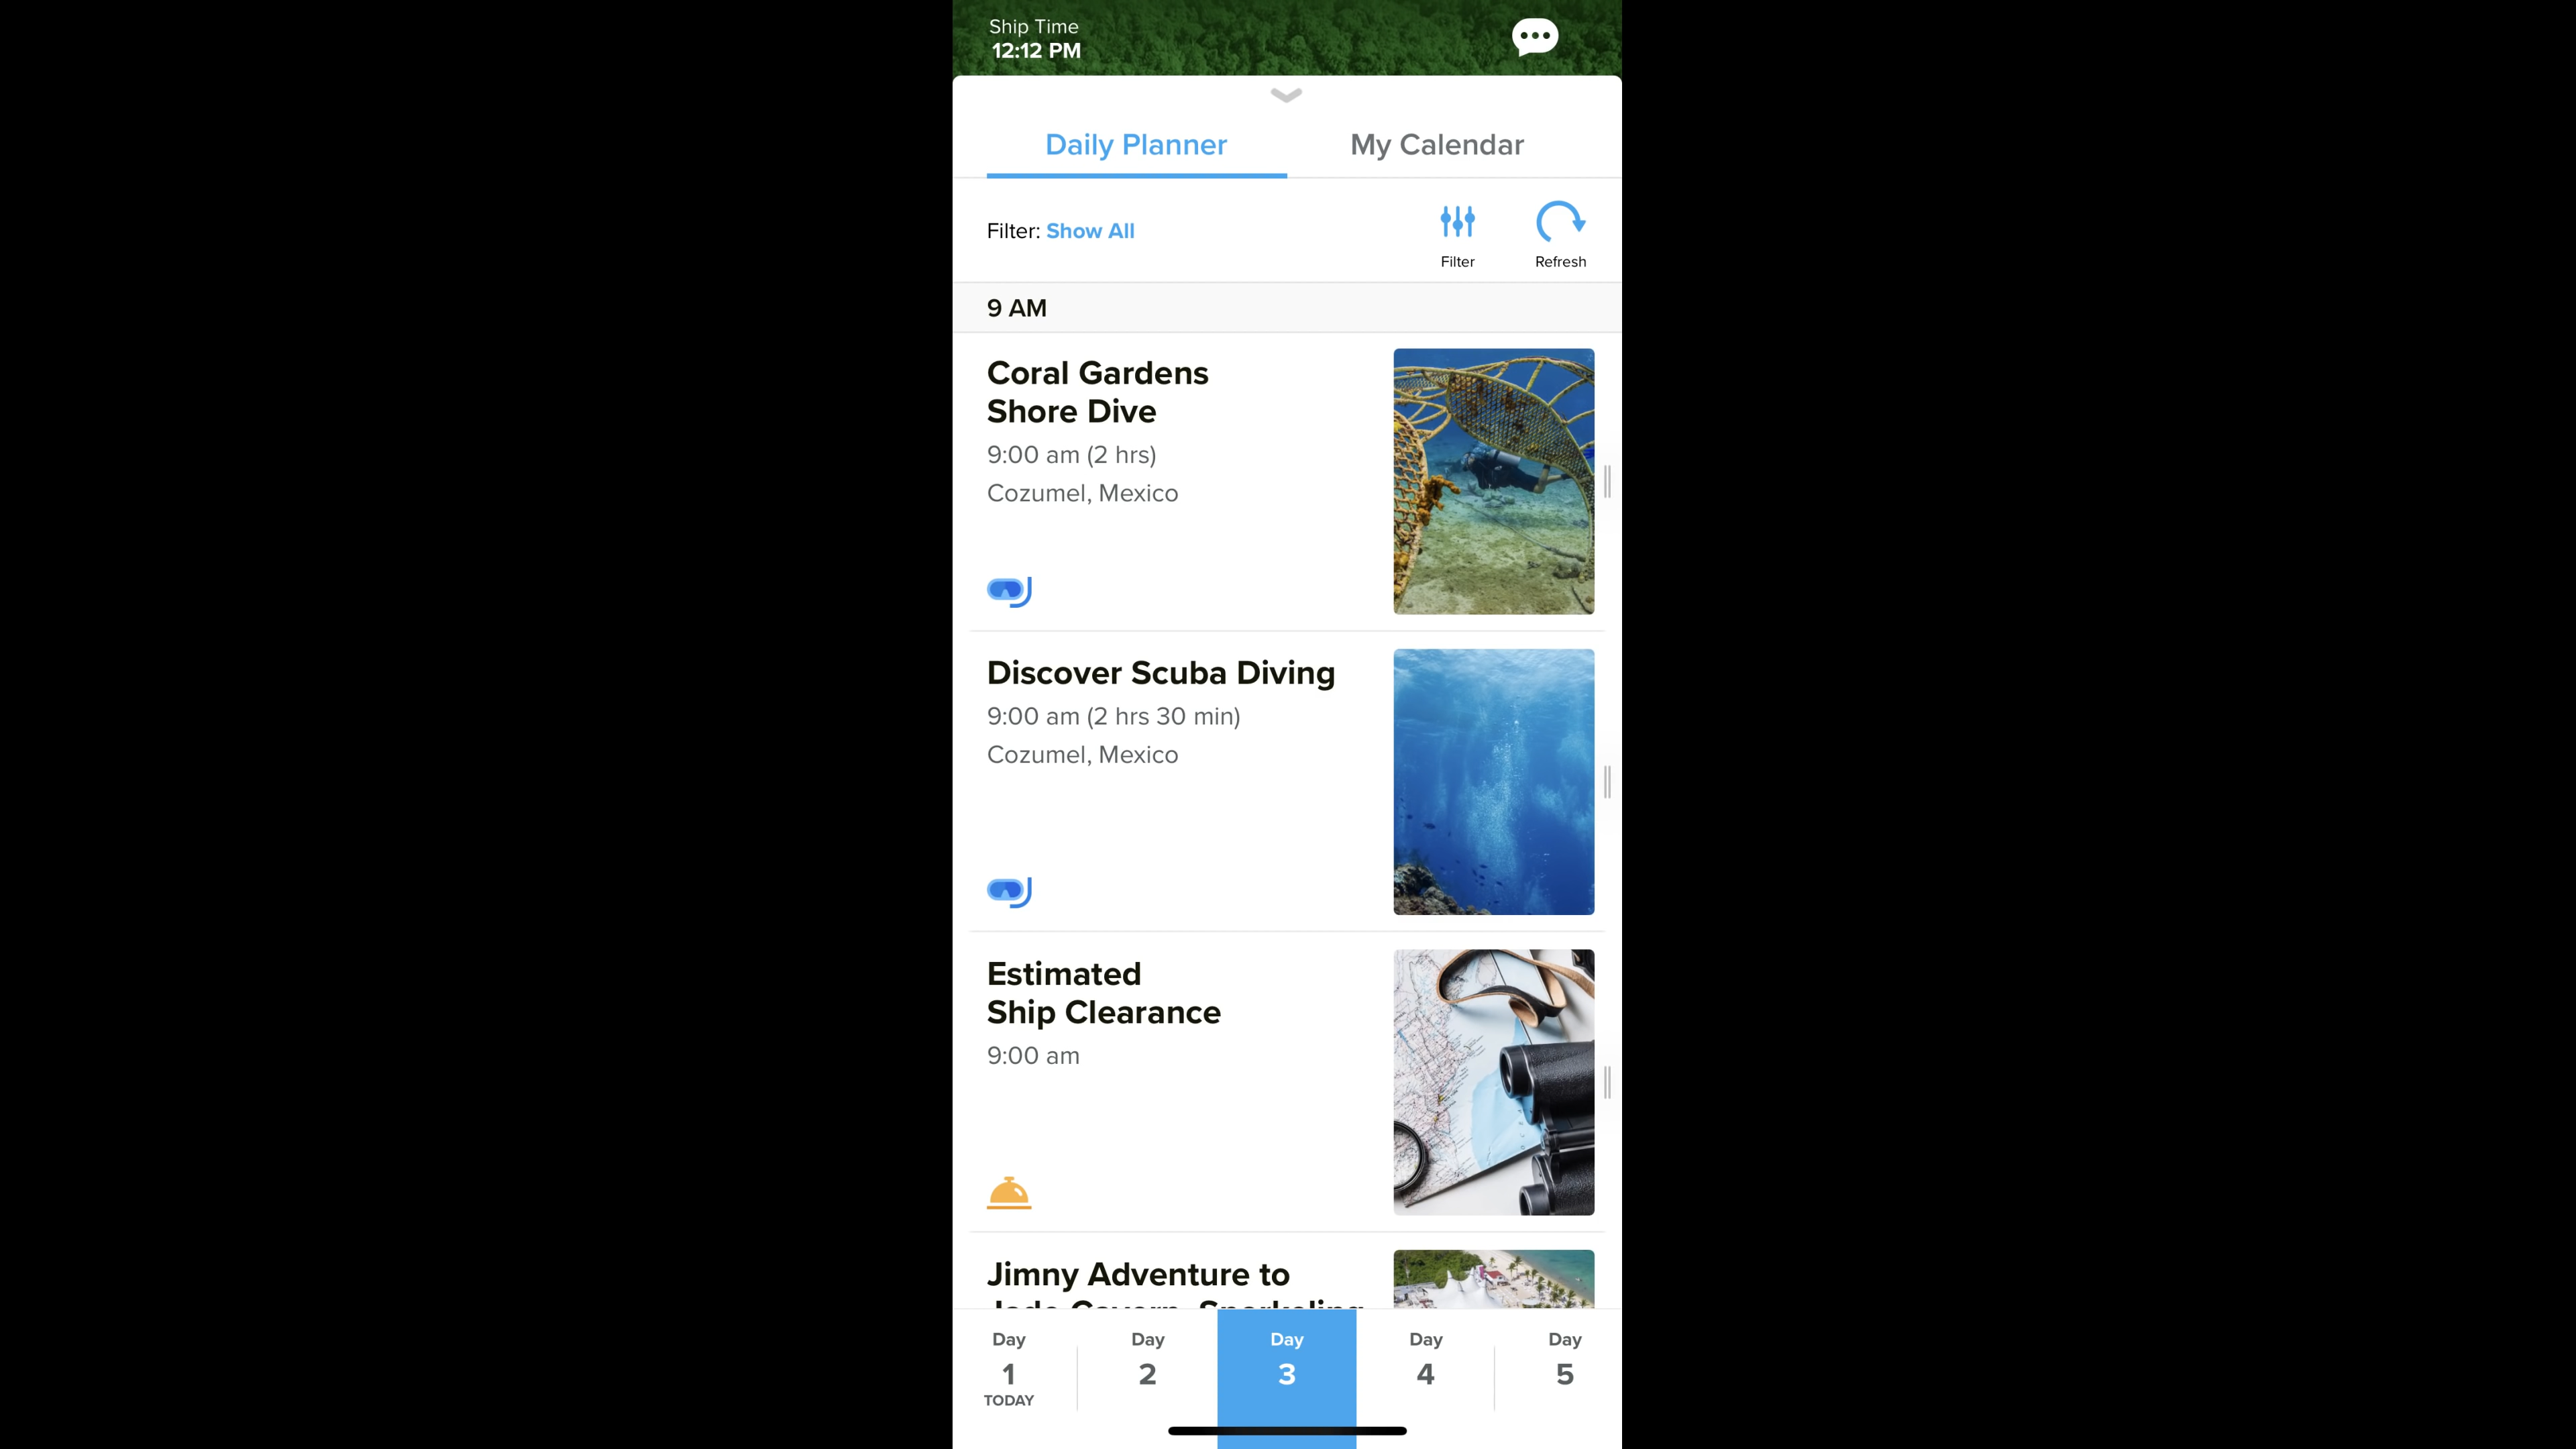 Ship Time
12:12 PM
Daily Planner
My Calendar
Filter: Show All
Filter
Refresh
9 AM
Coral Gardens
Shore Dive
9:00 am (2 hrs)
Cozumel, Mexico
Discover Scuba Diving
9:00 am (2 hrs 30 min)
Cozumel, Mexico
Estimated
Ship Clearance
9:00 am
Jimny Adventure to
Day
1
TODAY
Day
2
Day
3
Day
4
Day
5